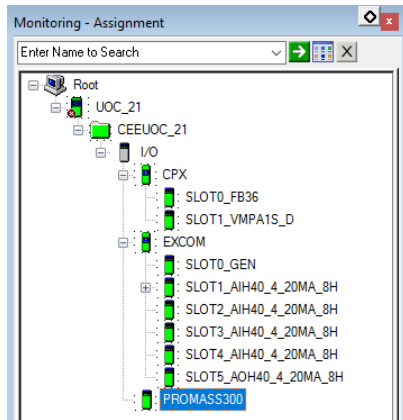 Monitoring - Assignment
Enter Name to Search
Root
UOC_21
CEEUOC_21
I/O
CPX
SLOT0_FB36
SLOT1_VMPA1S_D
EXCOM
SLOT0_GEN
SLOT1_AIH40_4_20MA_8H
SLOT2_AIH40_4_20MA_8H
SLOT3_AIH40_4_20MA_8H
SLOT4_AIH40_4_20MA_8H
SLOT5_AOH40_4_20MA_8H
PROMASS300